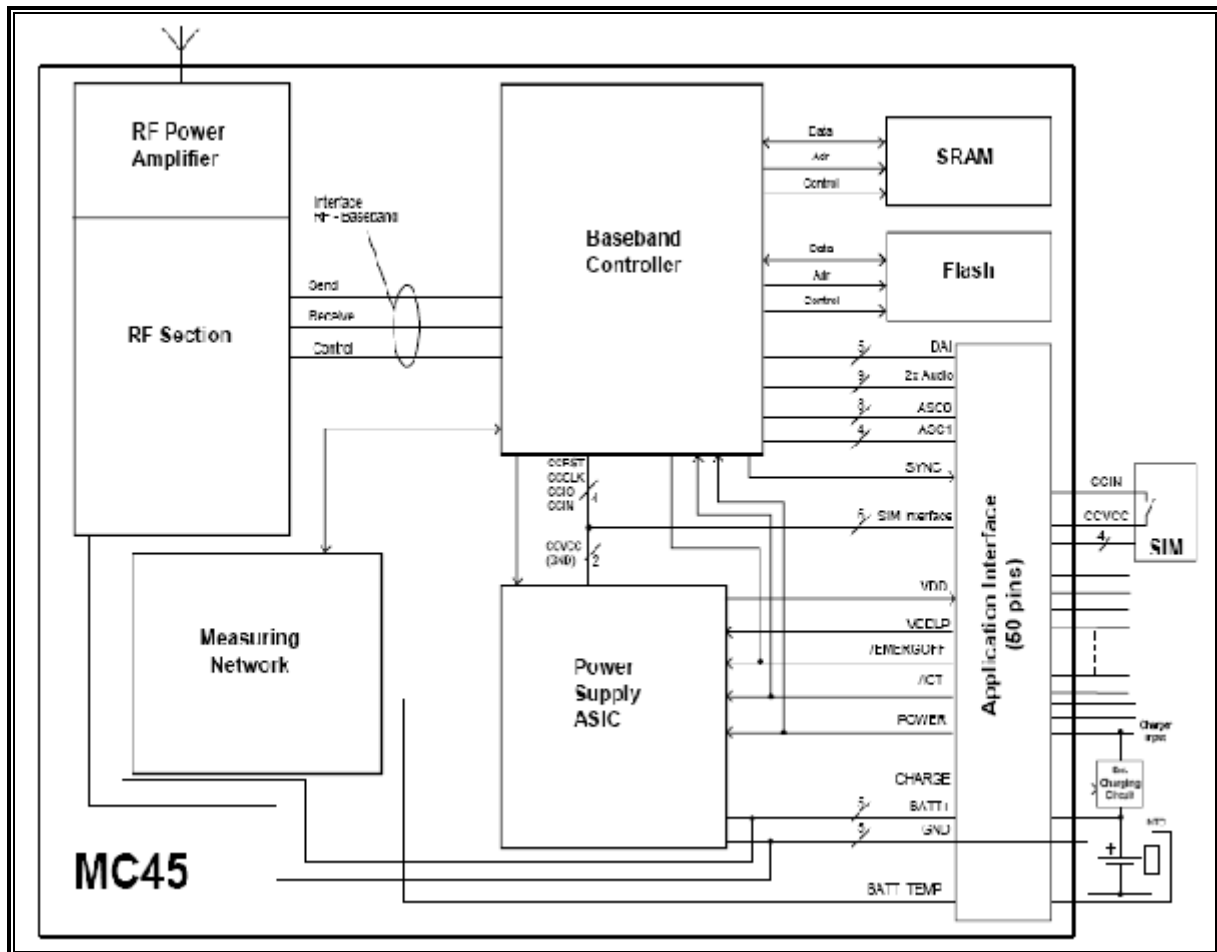 RF Power
Amplifier
Interface
RF - Baseband
Send
Receive
Control
RF Section
Baseband
Controller
Data
Adr
Control
SRAM
Data
Adr
Control
Flash
5
DAI
2x Audio
ASC0
4
ASC1
SYNC
CCRST
CCCLK
CCIO
CCIN
4
5
SIM Interface
CCVCC
(GND)
2
CCIN
CCVCC
4
SIM
Application Interface
(50 pins)
VDD
VDDLP
/EMERGOFF
POWER
Measuring
Network
Power
Supply
ASIC
Charger
input
Charging
Circuit
CHARGE
5
BATT+
5
GND
+
BATT TEMP
MC45